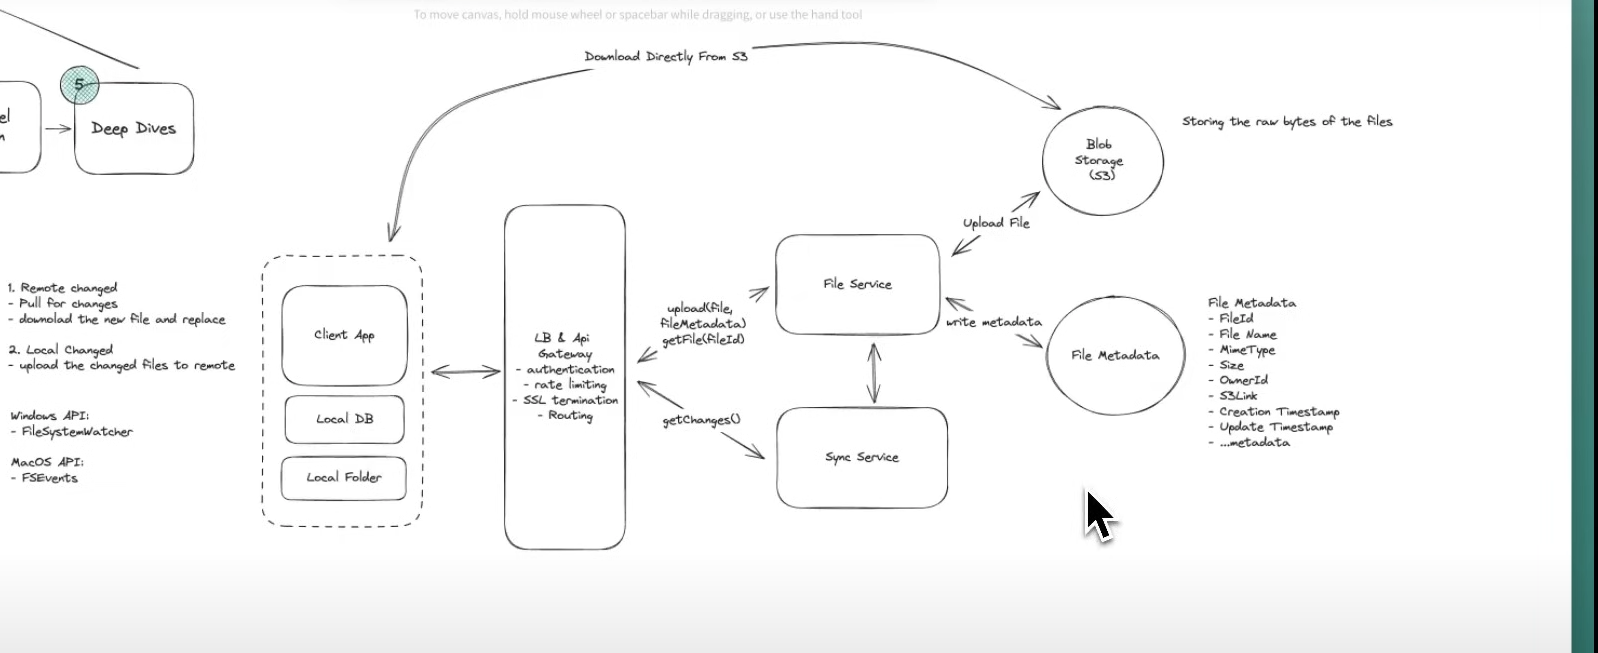 To move canvas, hold mouse wheel or spacebar while dragging, or use the hand tool
Download Directly From S3
5
el
n
Deep Dives
Blob
Storage
(S3)
Storing the raw bytes of the files
Upload File
File Service
1. Remote changed
- Pull for changes
- downolad the new file and replace
2. Local Changed
- upload the changed files to remote
Windows API:
- FileSystemWatcher
MacOS API:
- FSEvents
Client App
Local DB
Local Folder
LB & Api
Gateway
- authentication
- rate limiting
- SSL termination
- Routing
upload(file,
fileMetadata)
getFile(fileId)
getChanges()
write metadata
File Metadata
Sync Service
File Metadata
- FileId
- File Name
- MimeType
- Size
- OwnerId
- S3Link
- Creation Timestamp
- Update Timestamp
- ...metadata